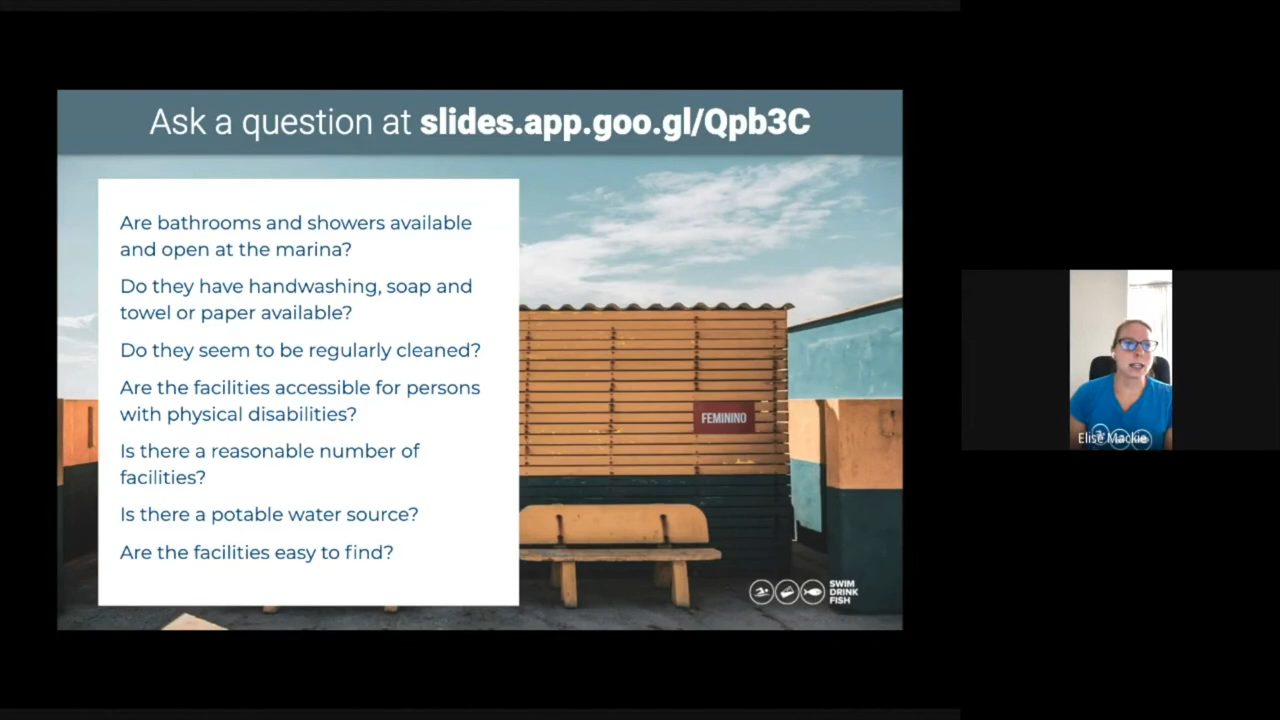 Ask a question at slides.app.goo.gl/Qpb3C
Are bathrooms and showers available
and open at the marina?
Do they have handwashing, soap and
towel or paper available?
Do they seem to be regularly cleaned?
Are the facilities accessible for persons
with physical disabilities?
Is there a reasonable number of
facilities?
Is there a potable water source?
Are the facilities easy to find?
FEMININO
SWIM
DRINK
FISH
Elise Mackie